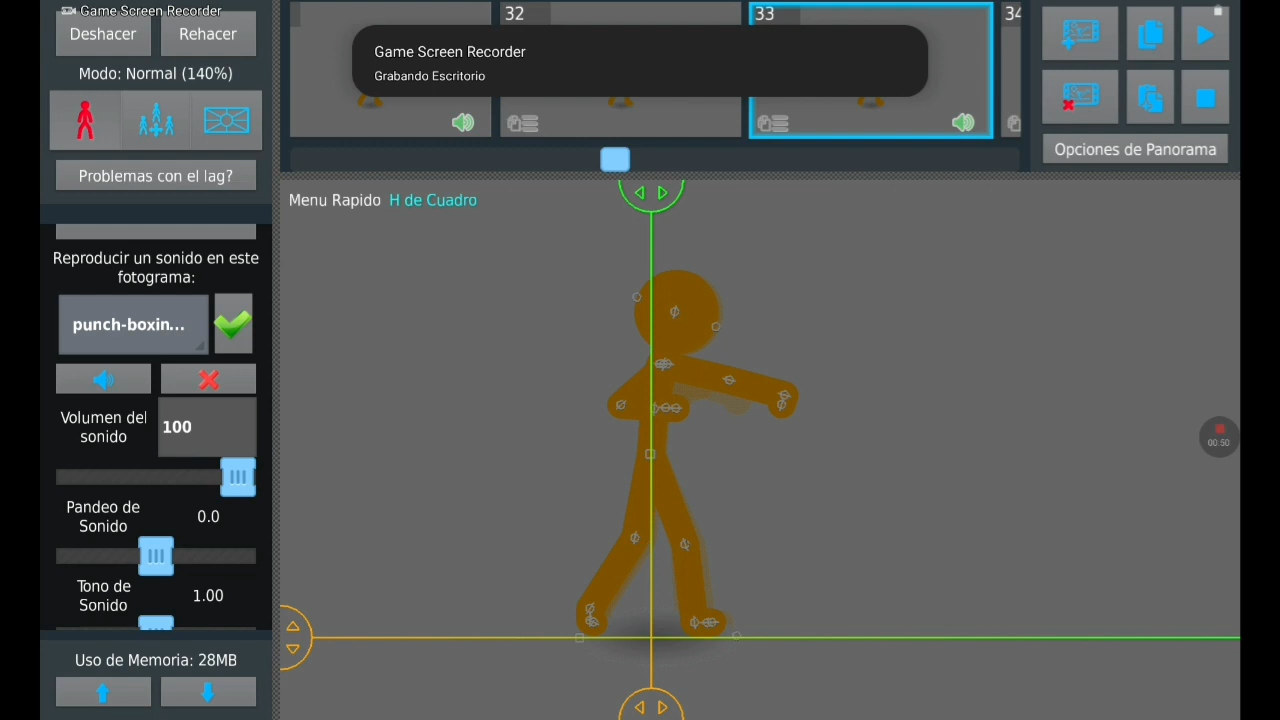 Game Screen Recorder
Deshacer
Rehacer
Modo: Normal (140%)
Problemas con el lag?
Reproducir un sonido en este
fotograma:
punch-boxin...
Volumen del
sonido
100
Pandeo de
Sonido
0.0
Tono de
Sonido
1.00
Uso de Memoria: 28MB
32
33
34
Game Screen Recorder
Grabando Escritorio
Opciones de Panorama
Menu Rapido H de Cuadro
00:50